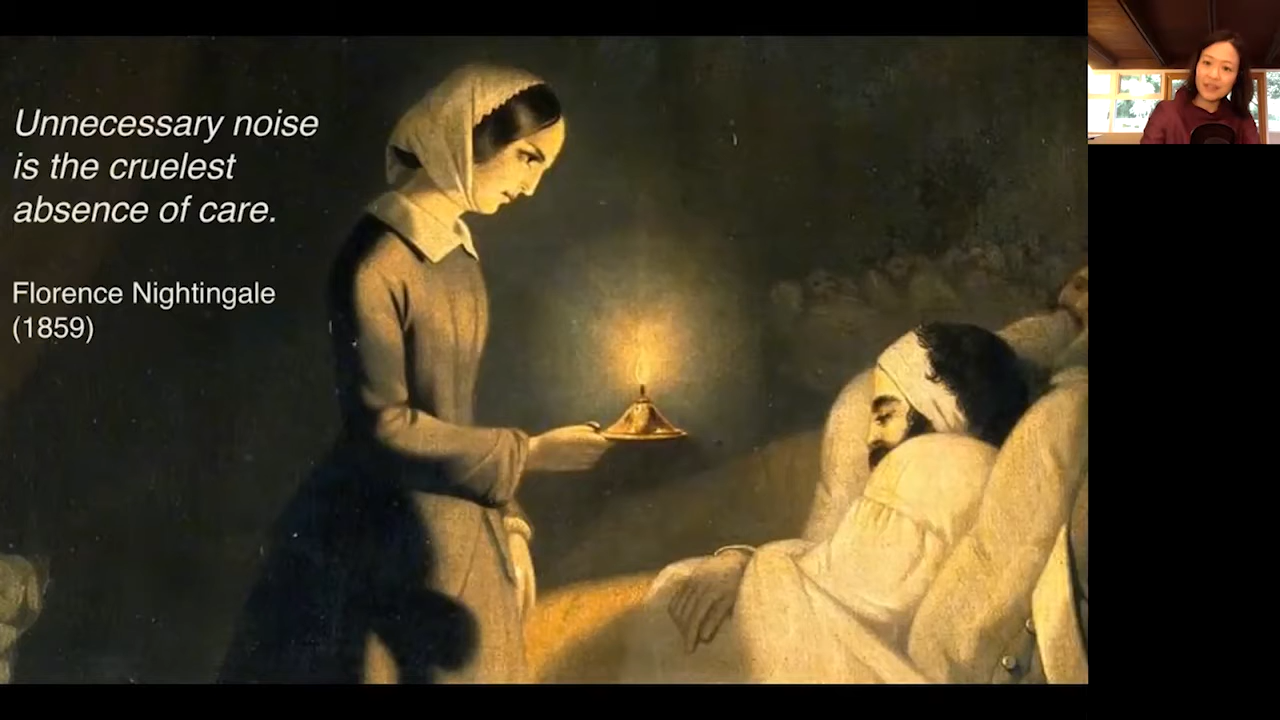 Unnecessary noise
is the cruelest
absence of care.
Florence Nightingale
(1859)